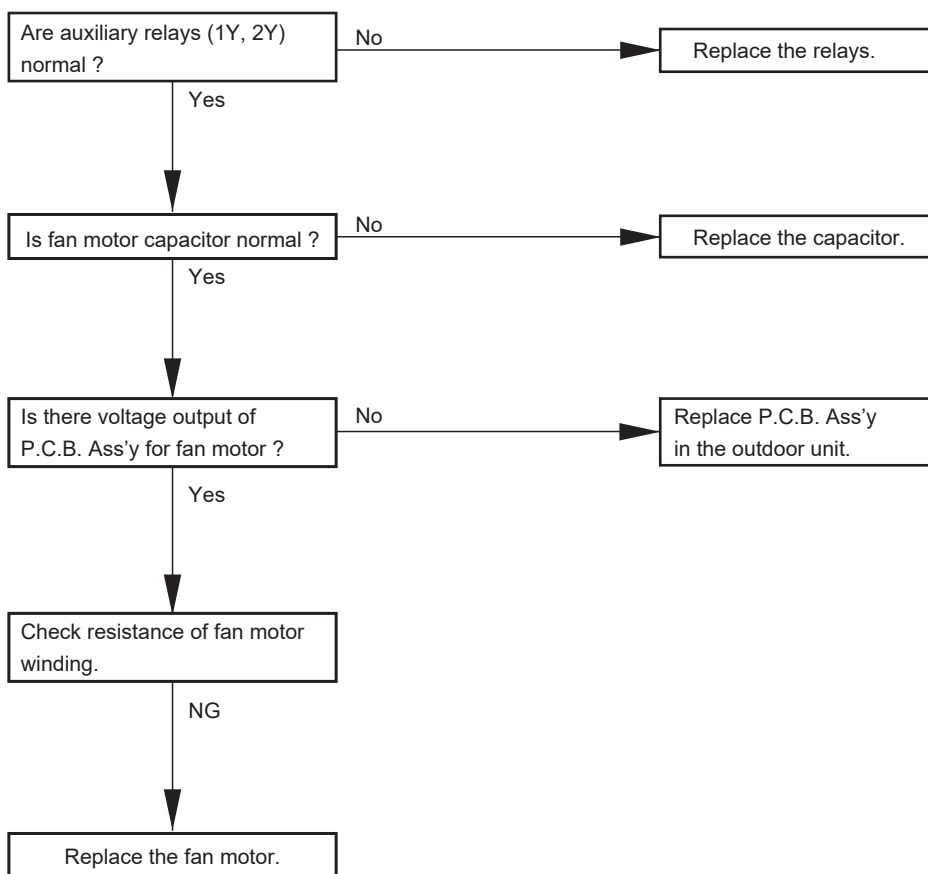 Are auxiliary relays (1Y, 2Y)
normal ?
No
Replace the relays.
Yes
Is fan motor capacitor normal ?
No
Replace the capacitor.
Yes
Is there voltage output of
P.C.B. Ass’y for fan motor ?
No
Replace P.C.B. Ass’y
in the outdoor unit.
Yes
Check resistance of fan motor
winding.
NG
Replace the fan motor.